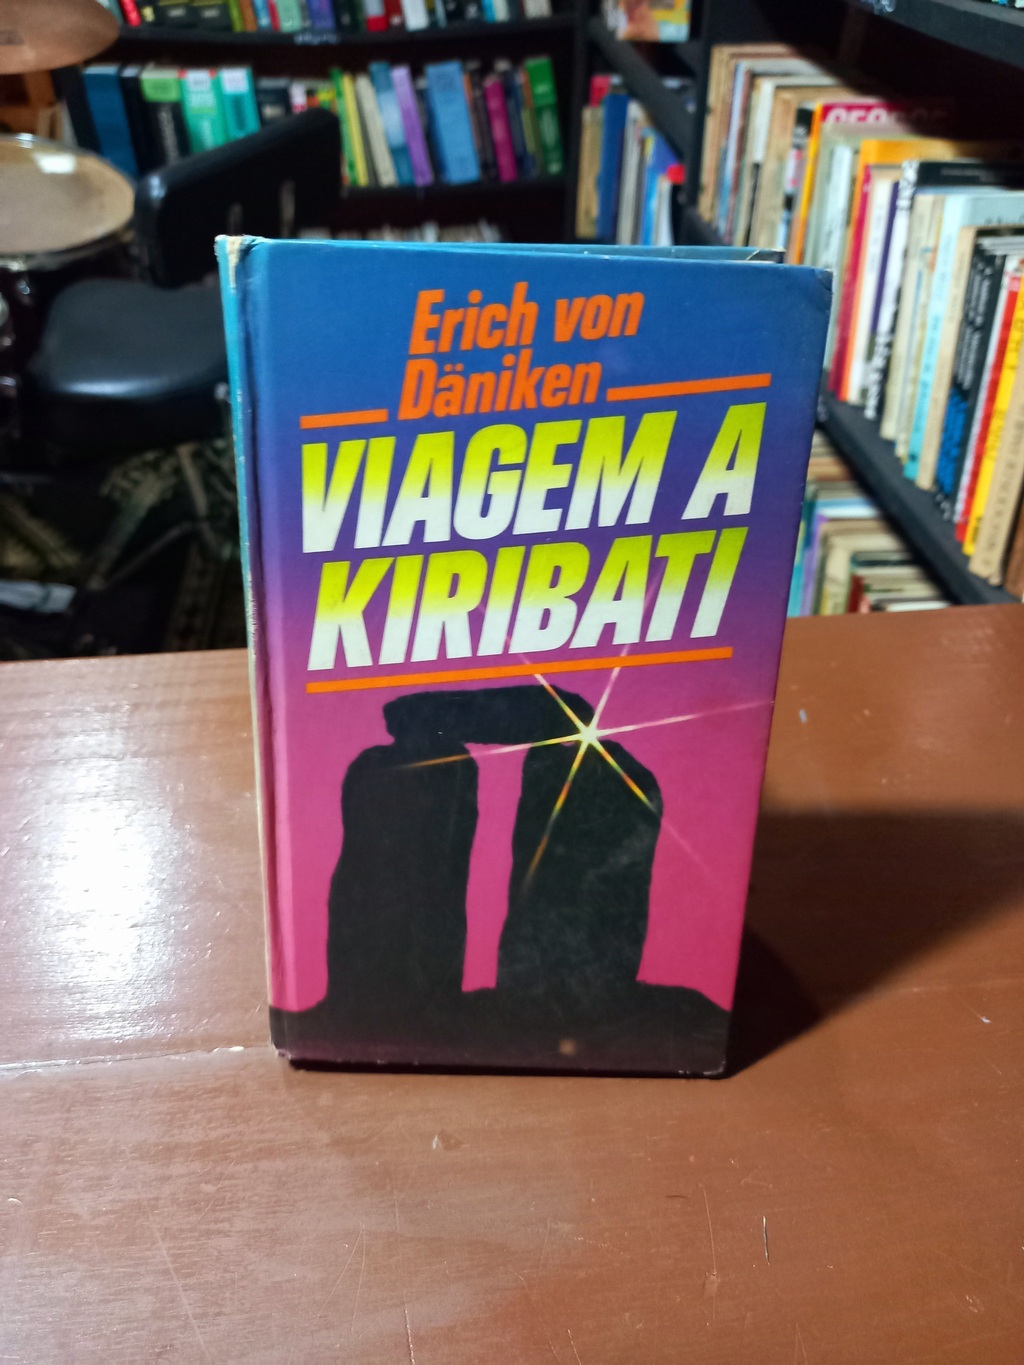 Erich von
Däniken
VIAGEM A
KIRIBATI